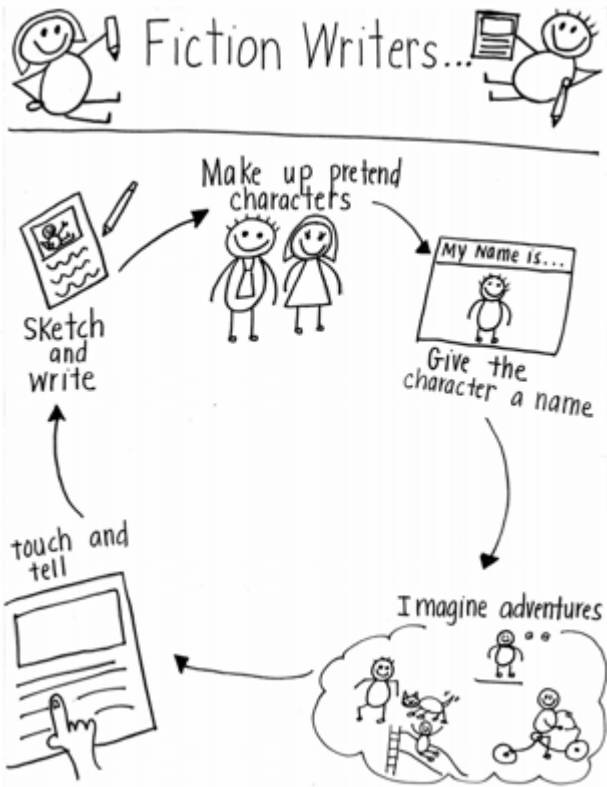 Fiction Writers...
Make up pretend
characters
My Name is...
Give the
character a name
Imagine adventures
touch and
tell
Sketch
and
write